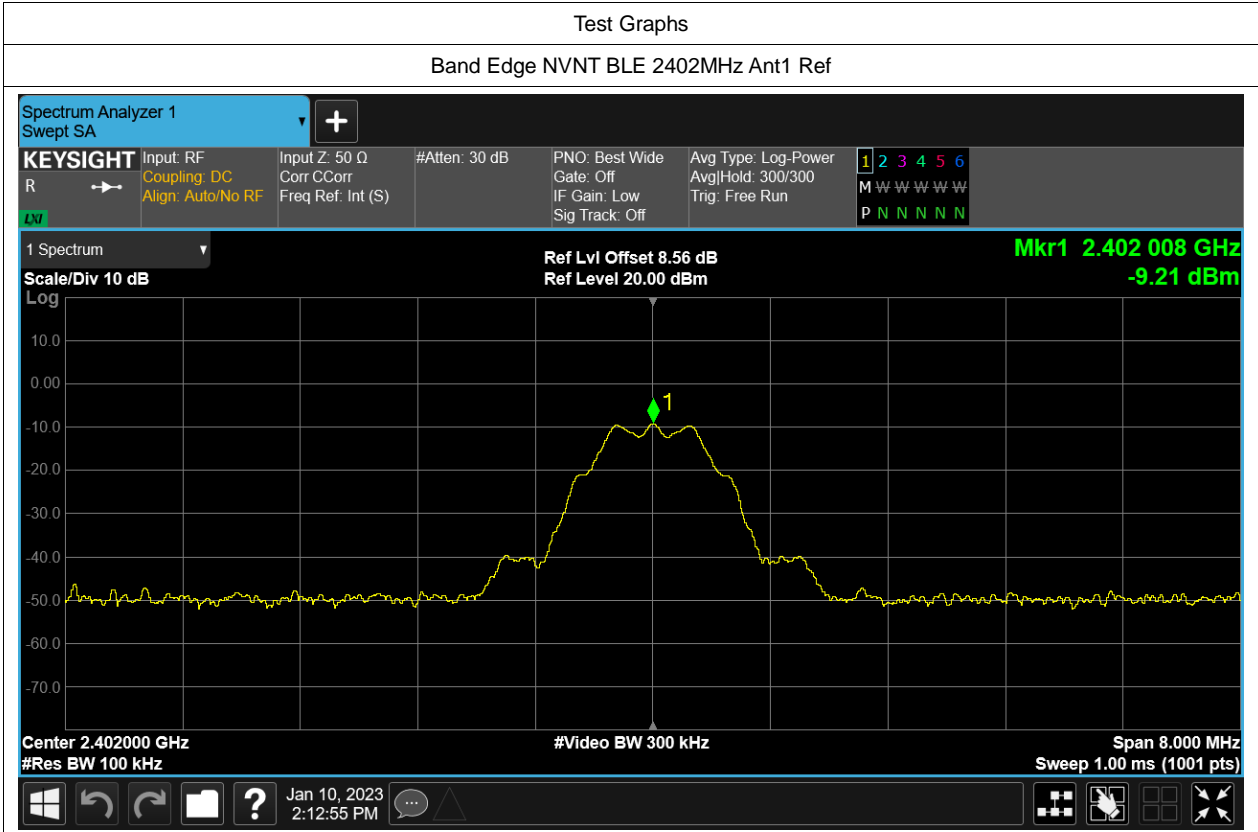 Test Graphs
Band Edge NVNT BLE 2402MHz Ant1 Ref
Spectrum Analyzer 1
Swept SA
▼
+
KEYSIGHT
R
LXI
Input: RF
Coupling: DC
Align: Auto/No RF
Input Z: 50 Ω
Corr CCorr
Freq Ref: Int (S)
#Atten: 30 dB
PNO: Best Wide
Gate: Off
IF Gain: Low
Sig Track: Off
Avg Type: Log-Power
Avg|Hold: 300/300
Trig: Free Run
1 2 3 4 5 6
M W W W W W
P N N N N N
1 Spectrum ▼
Scale/Div 10 dB
Ref Lvl Offset 8.56 dB
Ref Level 20.00 dBm
Mkr1 2.402 008 GHz
-9.21 dBm
Log
10.0
0.00
-10.0
-20.0
-30.0
-40.0
-50.0
-60.0
-70.0
1
Center 2.402000 GHz
#Video BW 300 kHz
Span 8.000 MHz
#Res BW 100 kHz
Sweep 1.00 ms (1001 pts)
?
Jan 10, 2023
2:12:55 PM